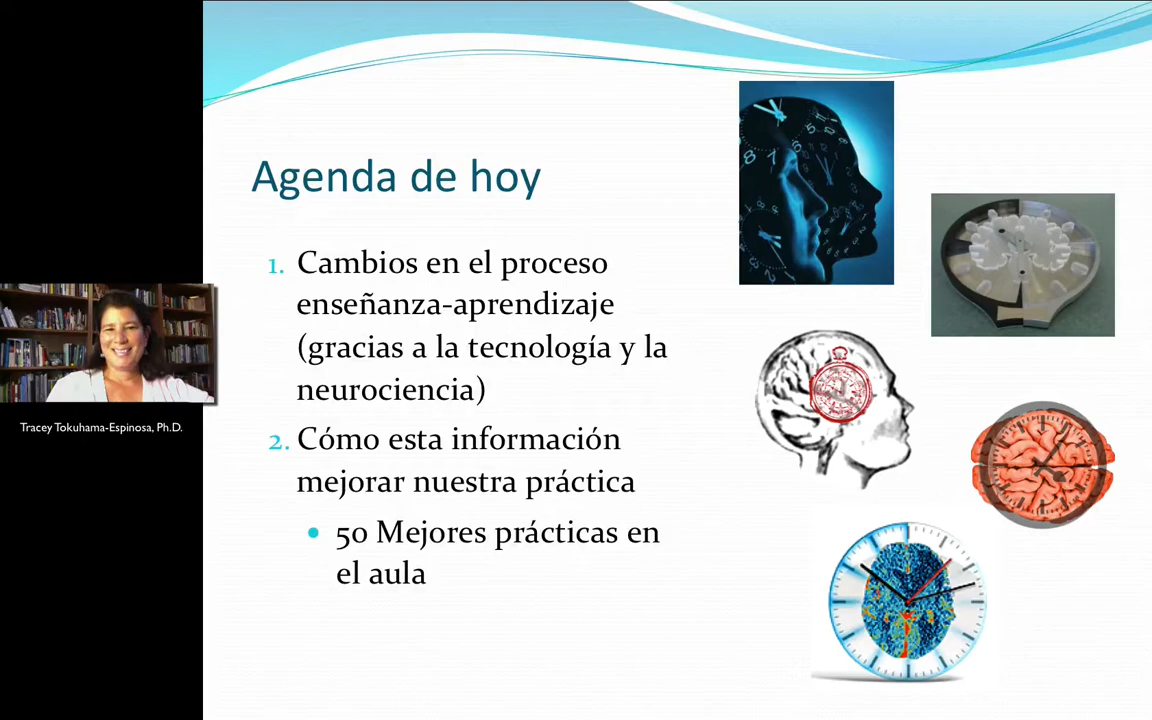 Agenda de hoy
1. Cambios en el proceso
enseñanza-aprendizaje
(gracias a la tecnología y la
neurociencia)
2. Cómo esta información
mejorar nuestra práctica
• 50 Mejores prácticas en
el aula
Tracey Tokuhama-Espinosa, Ph.D.